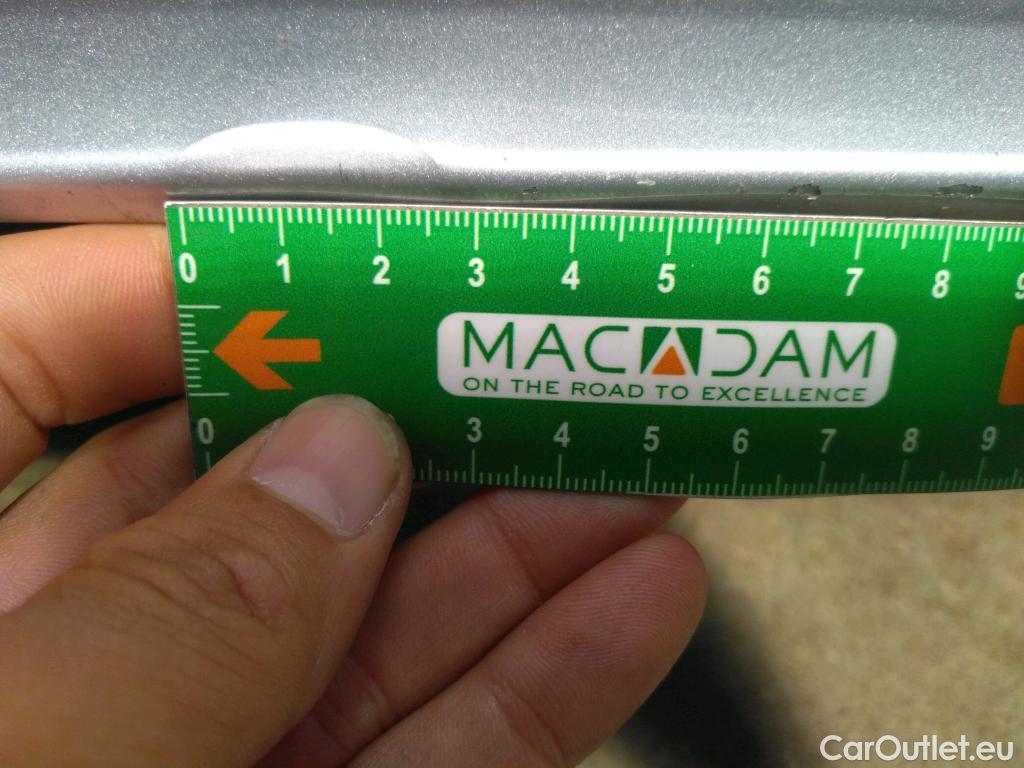 0 1 2 3 4 5 6 7 8 9
MACADAM
ON THE ROAD TO EXCELLENCE
0 3 4 5 6 7 8 9
CarOutlet.eu